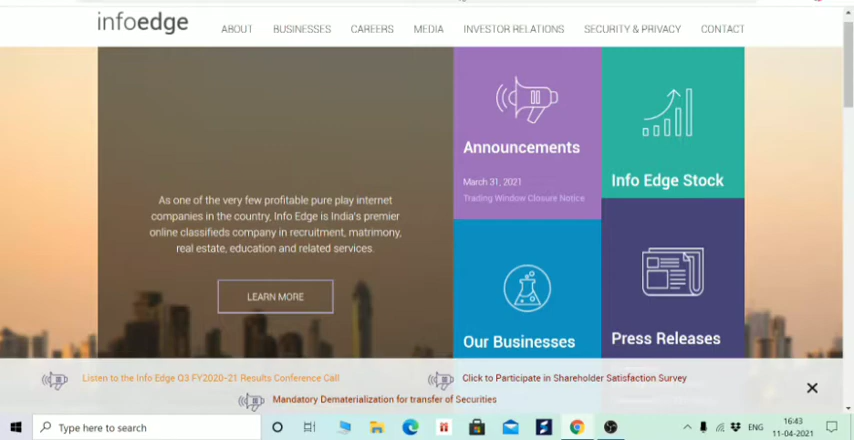 infoedge
ABOUT BUSINESSES CAREERS MEDIA INVESTOR RELATIONS SECURITY & PRIVACY CONTACT
As one of the very few profitable pure play internet
companies in the country, Info Edge is India's premier
online classifieds company in recruitment, matrimony,
real estate, education and related services.
LEARN MORE
Announcements
March 31, 2021
Trading Window Closure Notice
Info Edge Stock
Our Businesses
Press Releases
Listen to the Info Edge Q3 FY2020-21 Results Conference Call
Click to Participate in Shareholder Satisfaction Survey
Mandatory Dematerialization for transfer of Securities
Type here to search
ENG
16:43
11-04-2021